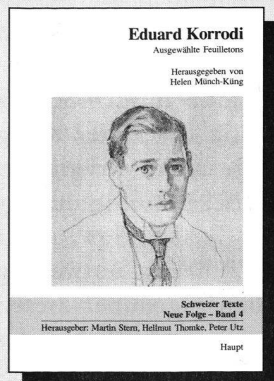 Eduard Korrodi
Ausgewählte Feuilletons
Herausgegeben von
Helen Münch-Küng
Schweizer Texte
Neue Folge – Band 4
Herausgeber: Martin Stern, Hellmut Thomke, Peter Utz
Haupt